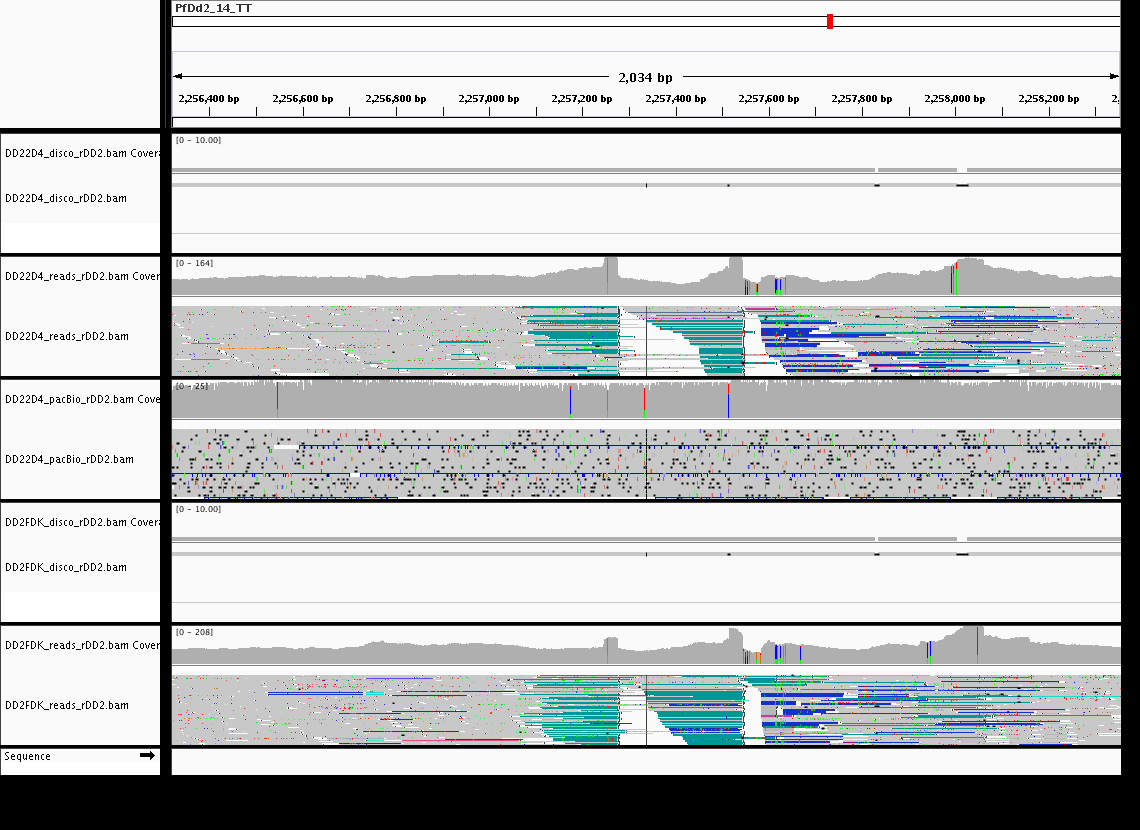 PfDd2_14_TT
2,034 bp
2,256,400 bp 2,256,600 bp 2,256,800 bp 2,257,000 bp 2,257,200 bp 2,257,400 bp 2,257,600 bp 2,257,800 bp 2,258,000 bp 2,258,200 bp 2,
[0 - 10.00]
DD22D4_disco_rDD2.bam Covera
DD22D4_disco_rDD2.bam
[0 - 164]
DD22D4_reads_rDD2.bam Cover
DD22D4_reads_rDD2.bam
[0 - 25]
DD22D4_pacBio_rDD2.bam Cove
DD22D4_pacBio_rDD2.bam
[0 - 10.00]
DD2FDK_disco_rDD2.bam Covera
DD2FDK_disco_rDD2.bam
[0 - 208]
DD2FDK_reads_rDD2.bam Cover
DD2FDK_reads_rDD2.bam
Sequence